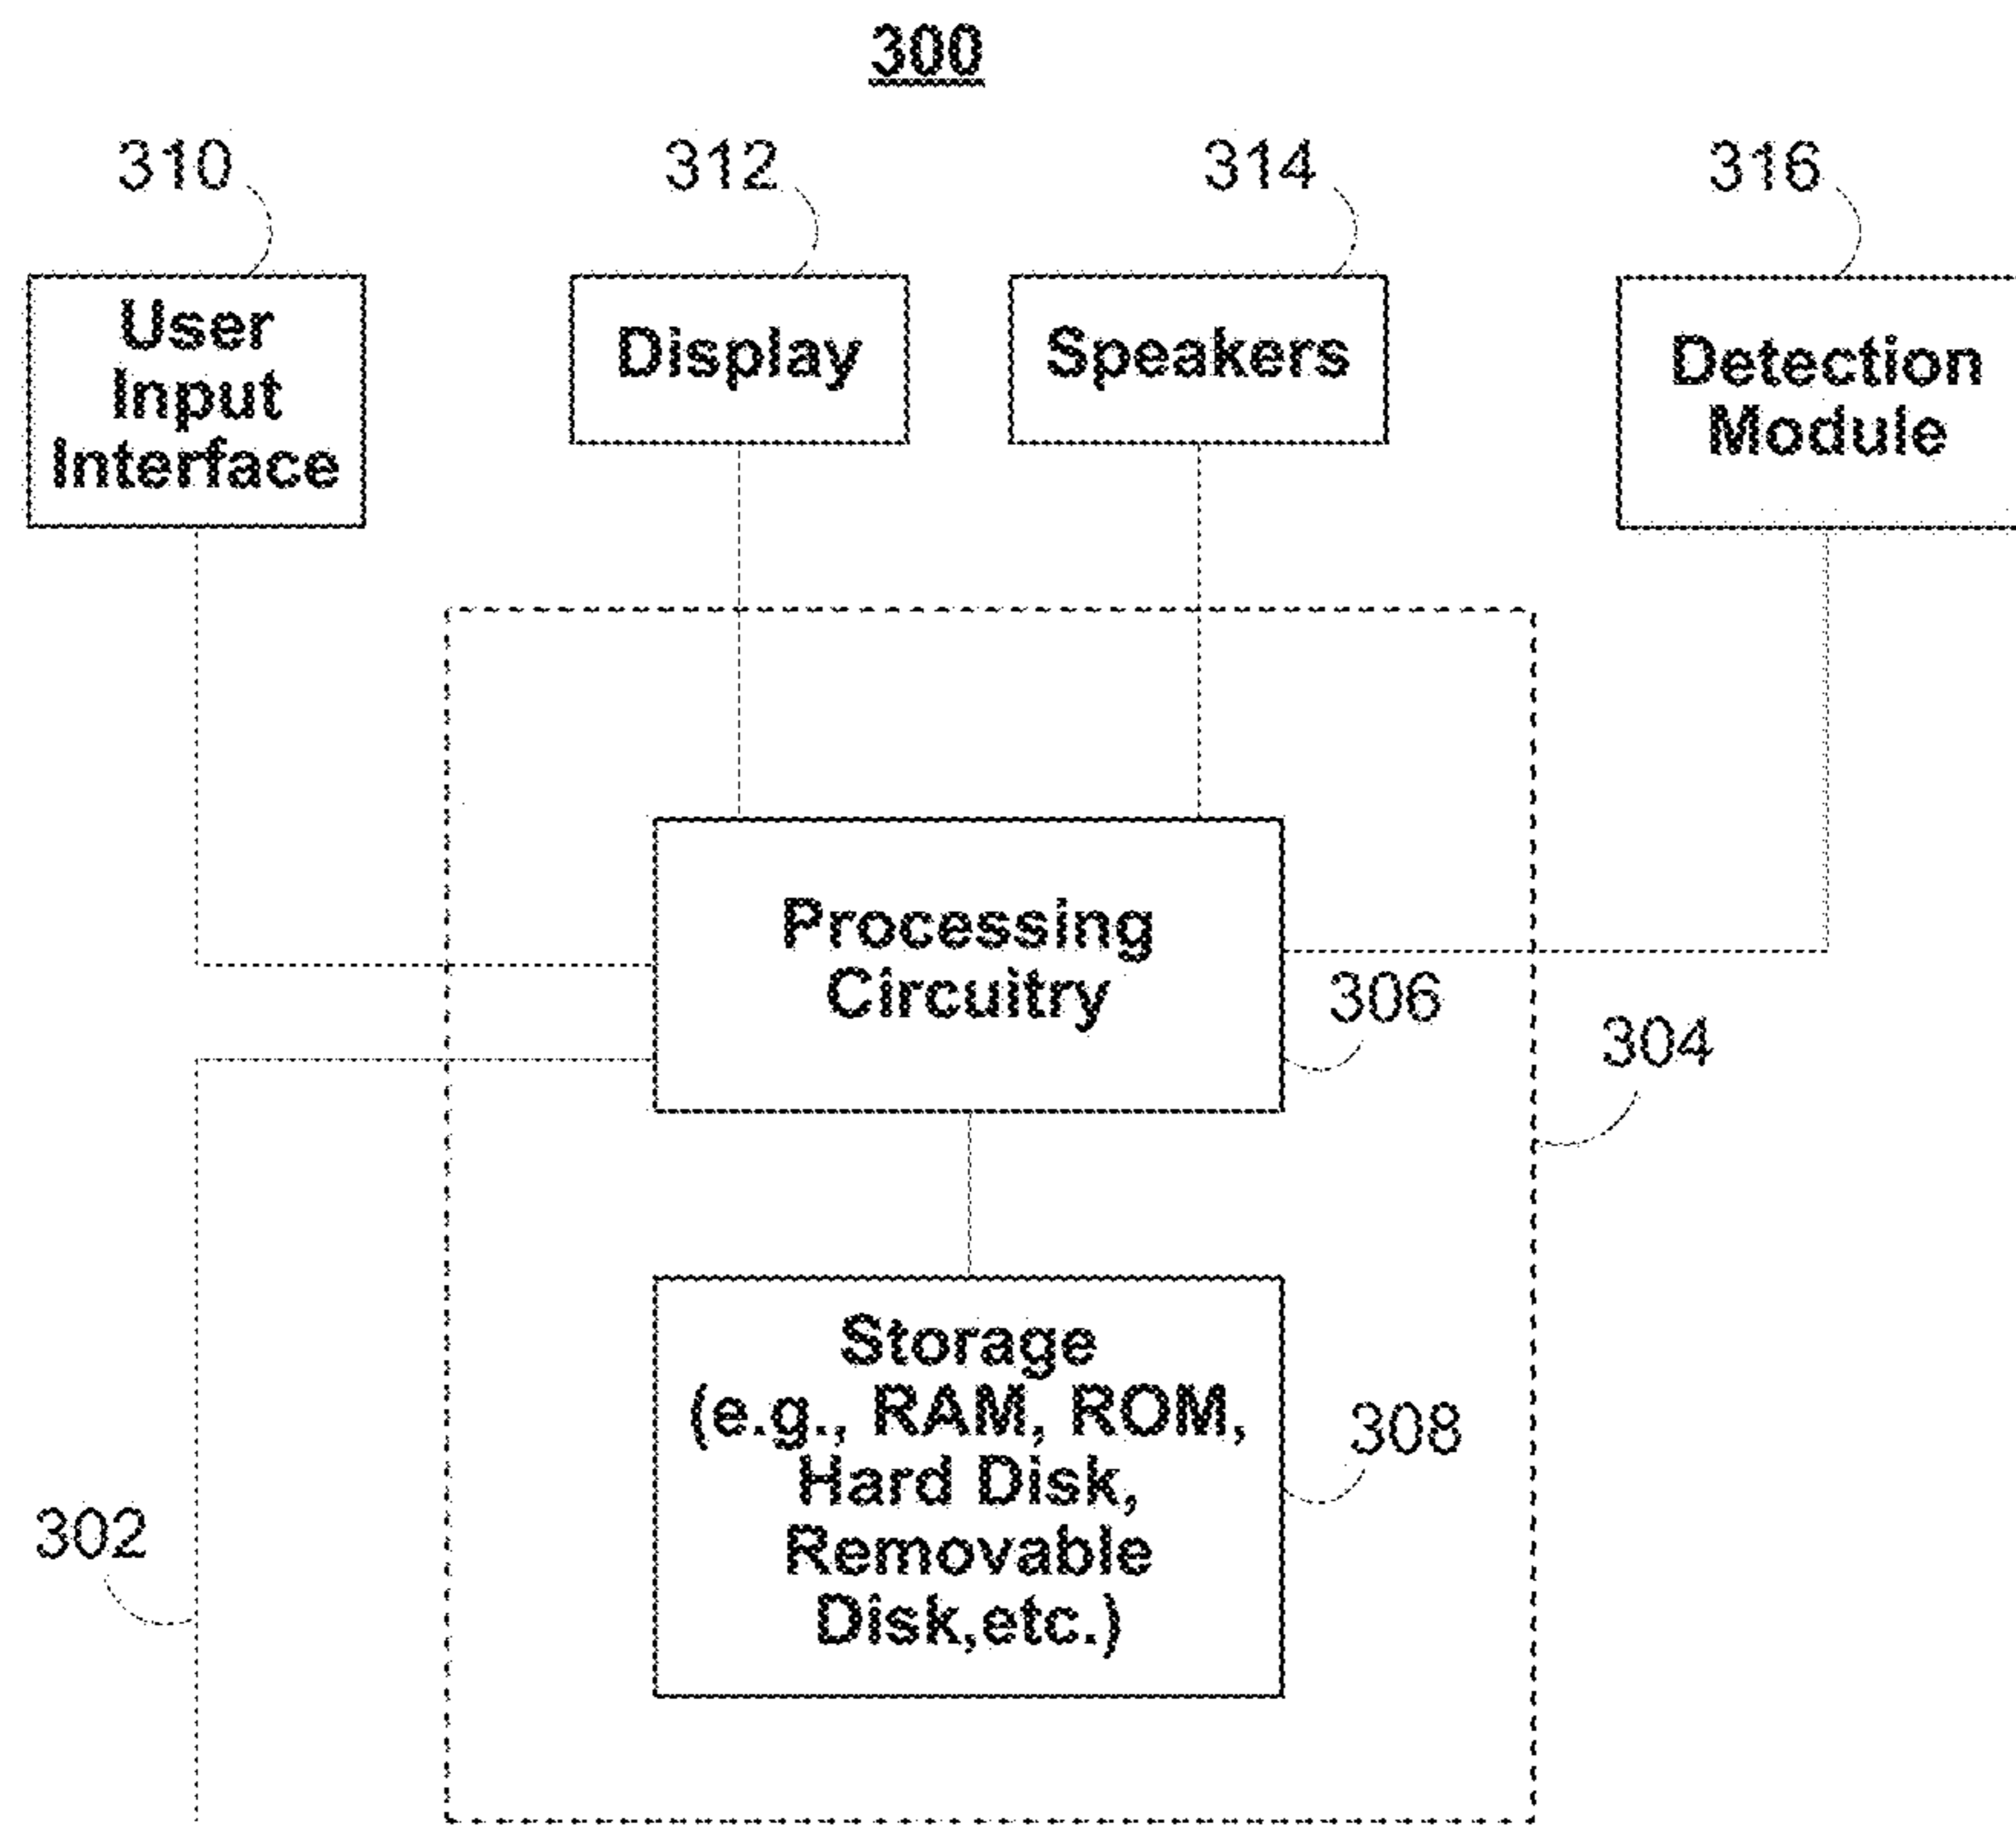 300
310
312
314
316
User
Input
Interface
Display
Speakers
Detection
Module
Processing
Circuitry
306
304
Storage
(e.g., RAM, ROM,
Hard Disk,
Removable
Disk,etc.)
308
302